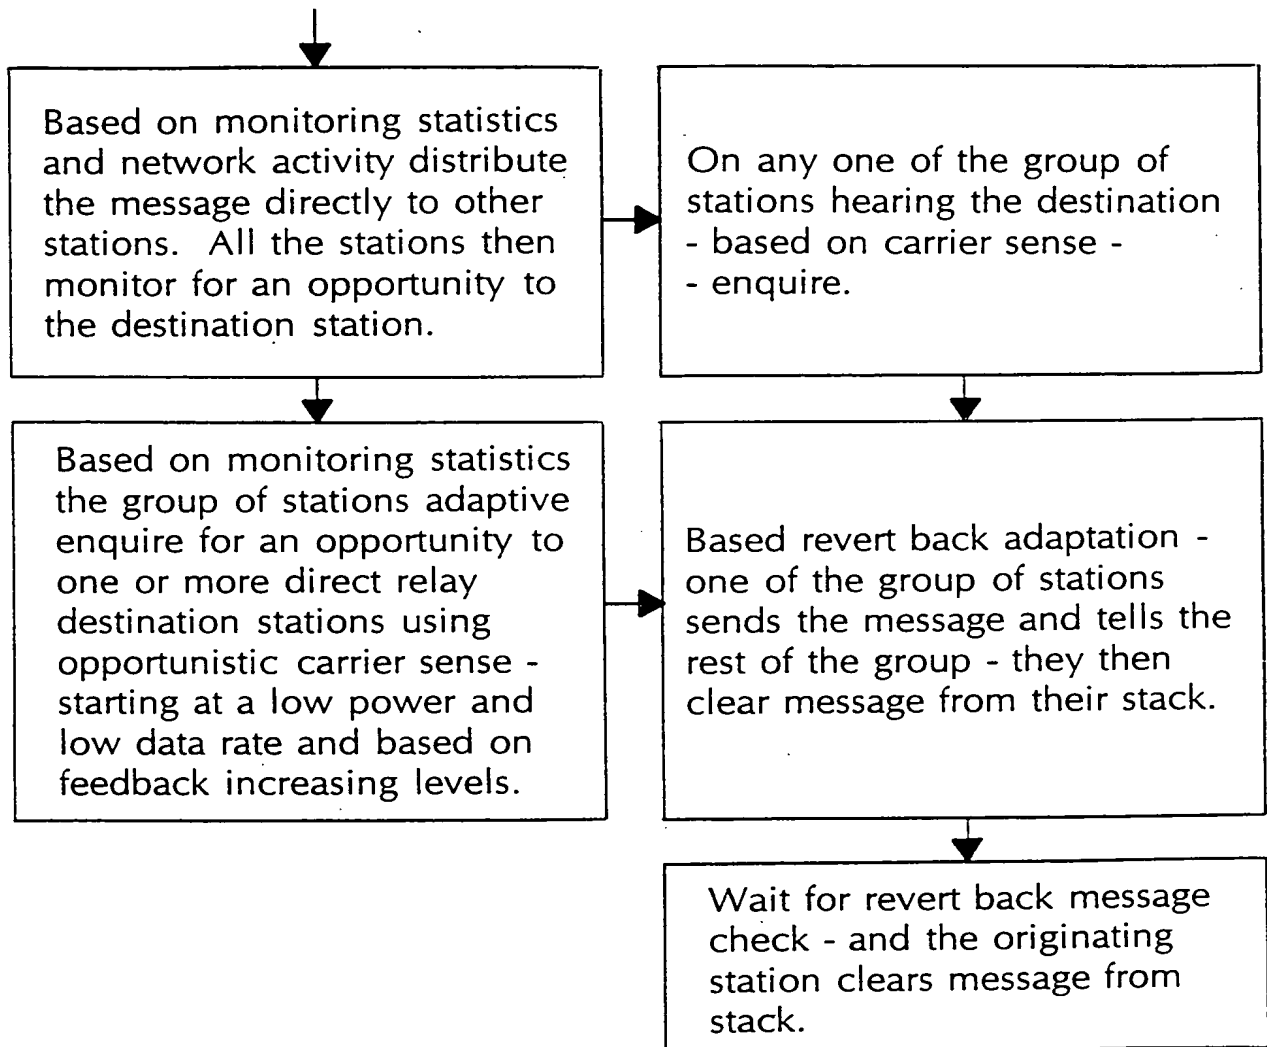 Based on monitoring statistics
and network activity distribute
the message directly to other
stations. All the stations then
monitor for an opportunity to
the destination station.
On any one of the group of
stations hearing the destination
- based on carrier sense -
- enquire.
Based on monitoring statistics
the group of stations adaptive
enquire for an opportunity to
one or more direct relay
destination stations using
opportunistic carrier sense -
starting at a low power and
low data rate and based on
feedback increasing levels.
Based revert back adaptation -
one of the group of stations
sends the message and tells the
rest of the group - they then
clear message from their stack.
Wait for revert back message
check - and the originating
station clears message from
stack.